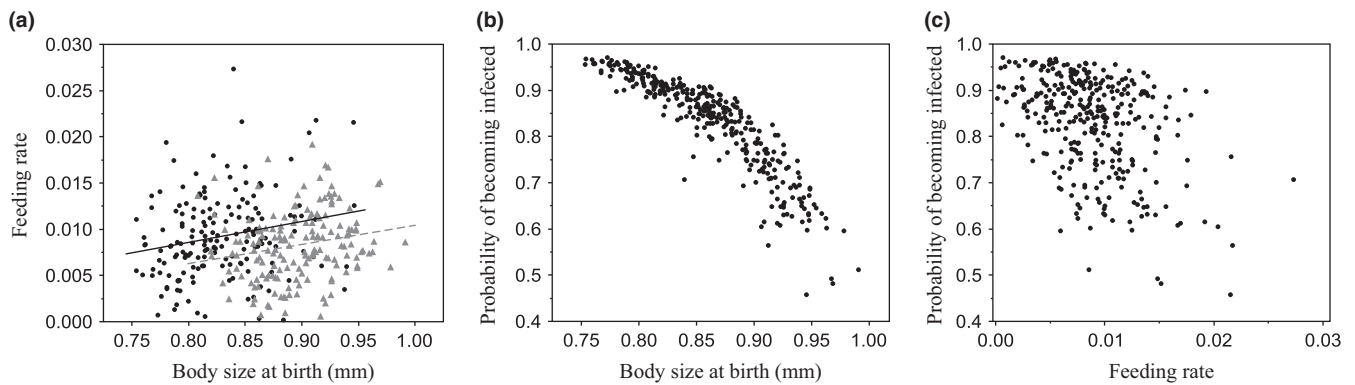 (a)
Feeding rate
0.030
0.025
0.020
0.015
0.010
0.005
0.000
0.75 0.80 0.85 0.90 0.95 1.00
Body size at birth (mm)
(b)
Probability of becoming infected
1.0
0.9
0.8
0.7
0.6
0.5
0.4
0.75 0.80 0.85 0.90 0.95 1.00
Body size at birth (mm)
(c)
Probability of becoming infected
1.0
0.9
0.8
0.7
0.6
0.5
0.4
0.00 0.01 0.02 0.03
Feeding rate